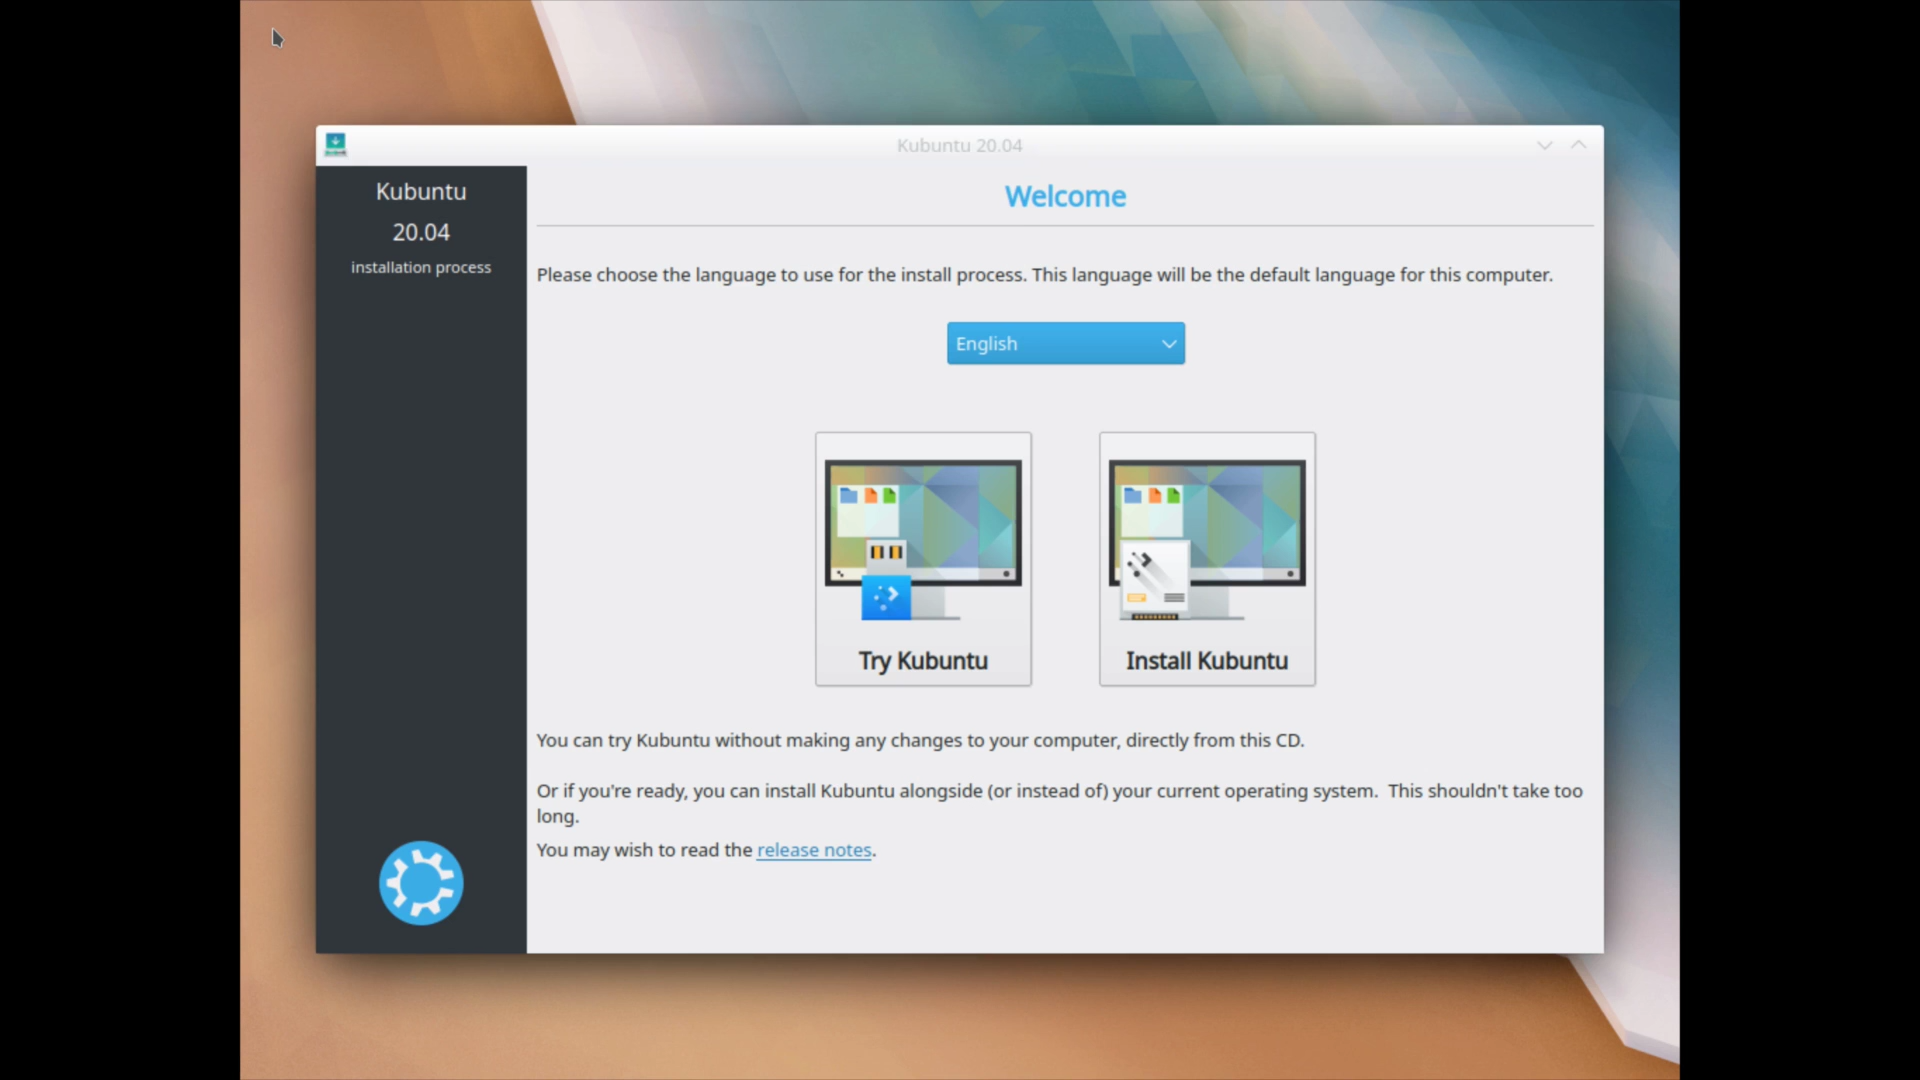 Kubuntu 20.04
Kubuntu
20.04
installation process
Welcome
Please choose the language to use for the install process. This language will be the default language for this computer.
English
Try Kubuntu
Install Kubuntu
You can try Kubuntu without making any changes to your computer, directly from this CD.
Or if you're ready, you can install Kubuntu alongside (or instead of) your current operating system.  This shouldn't take too
long.
You may wish to read the release notes.